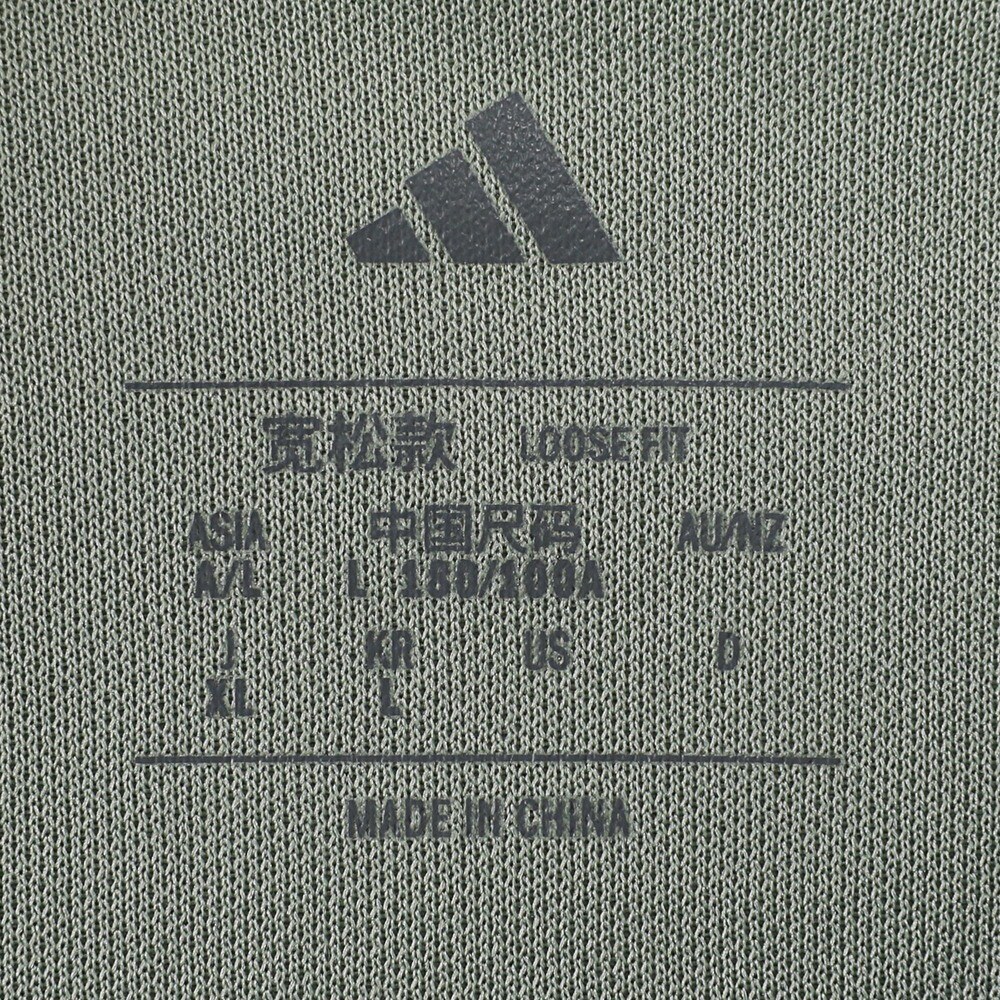 宽松款 LOOSE FIT
ASIA 中国尺码 AU/NZ
A/L L 180/100A
J KR US D
XL L
MADE IN CHINA